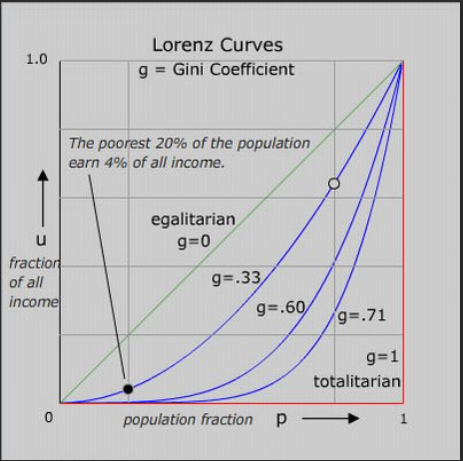 Lorenz Curves
g = Gini Coefficient
1.0
The poorest 20% of the population
earn 4% of all income.
egalitarian
g=0
u
fraction
of all
income
g=.33
g=.60
g=.71
g=1
totalitarian
0
population fraction p
1